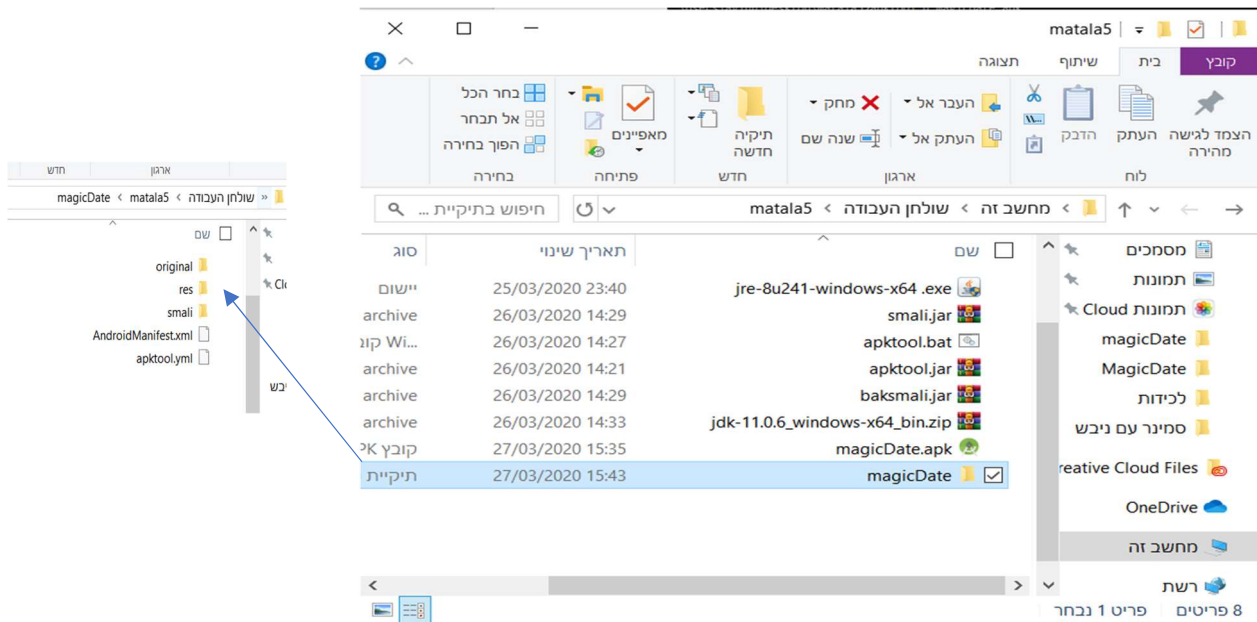 matala5
קובץ בית שיתוף תצוגה
הצמד לגישה מהירה
העתק
הדבק
לוח
העבר אל
מחק
העתק אל
שנה שם
ארגון
תיקיה חדשה
חדש
מאפיינים
פתיחה
בחר הכל
אל תבחר
הפוך בחירה
בחירה
מחשב זה › שולחן העבודה › matala5
חיפוש בתיקיית ...
מסמכים
תמונות
תמונות Cloud
magicDate
MagicDate
לכידות
סמינר עם ניבש
reative Cloud Files
OneDrive
מחשב זה
רשת
שם תאריך שינוי סוג
jre-8u241-windows-x64 .exe 25/03/2020 23:40 יישום
smali.jar 26/03/2020 14:29 archive
apktool.bat 26/03/2020 14:27 Wi...
apktool.jar 26/03/2020 14:21 archive
baksmali.jar 26/03/2020 14:29 archive
jdk-11.0.6_windows-x64_bin.zip 26/03/2020 14:33 archive
magicDate.apk 27/03/2020 15:35 קובץ PK
magicDate 27/03/2020 15:43 תיקיית
8 פריטים פריט 1 נבחר
ארגון חדש
« שולחן העבודה › matala5 › magicDate
שם
original
res
smali
AndroidManifest.xml
apktool.yml